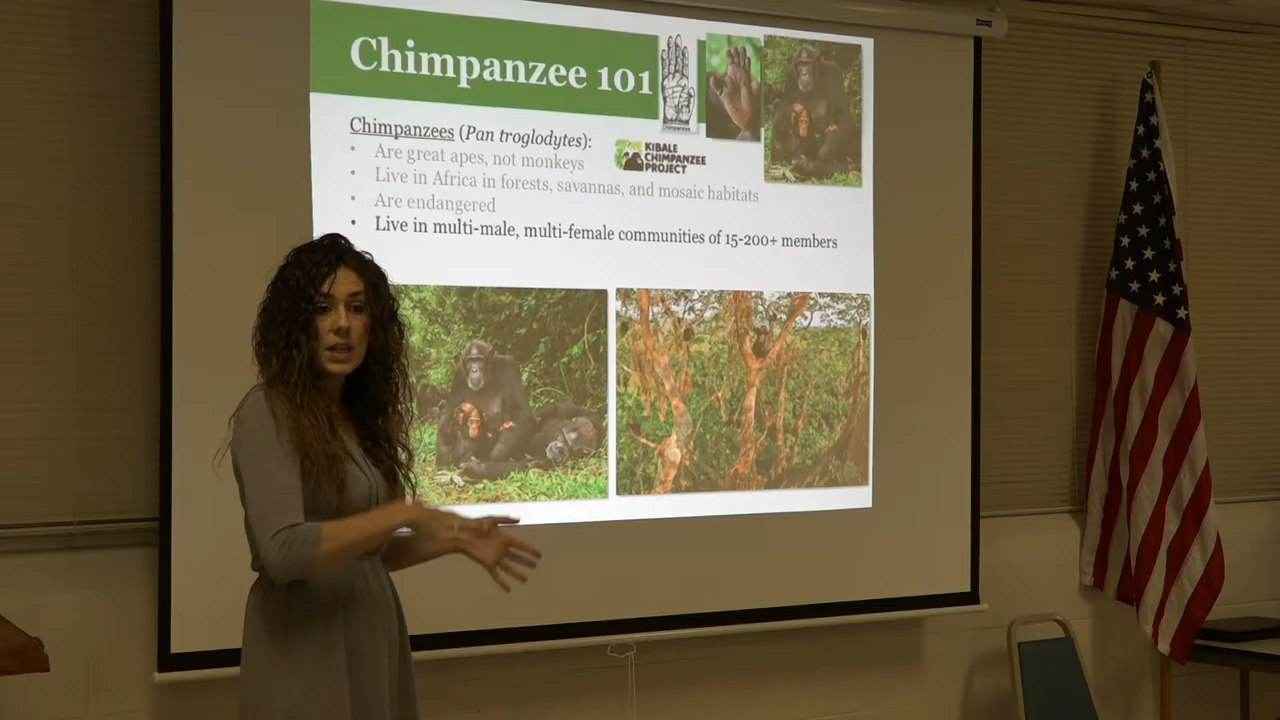 Chimpanzee 101
Chimpanzee
Chimpanzees (Pan troglodytes):
• Are great apes, not monkeys
KIBALE
CHIMPANZEE
PROJECT
• Live in Africa in forests, savannas, and mosaic habitats
• Are endangered
• Live in multi-male, multi-female communities of 15-200+ members